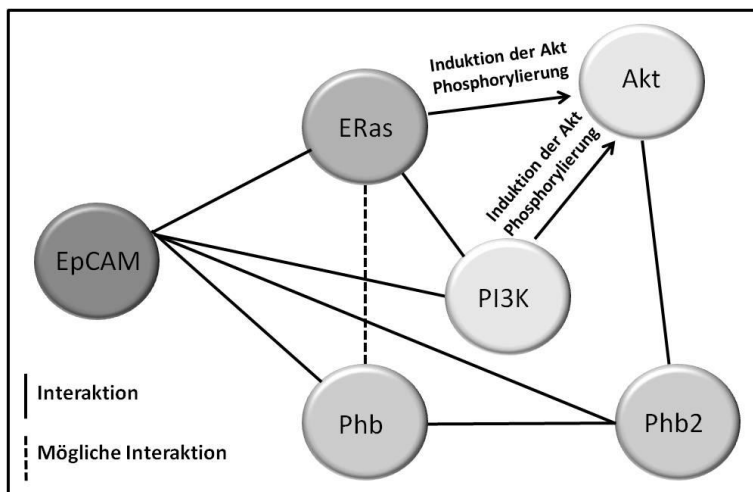 Induktion der Akt
Phosphorylierung
Akt
ERas
Induktion der Akt
Phosphorylierung
EpCAM
PI3K
Interaktion
Phb
Phb2
Mögliche Interaktion